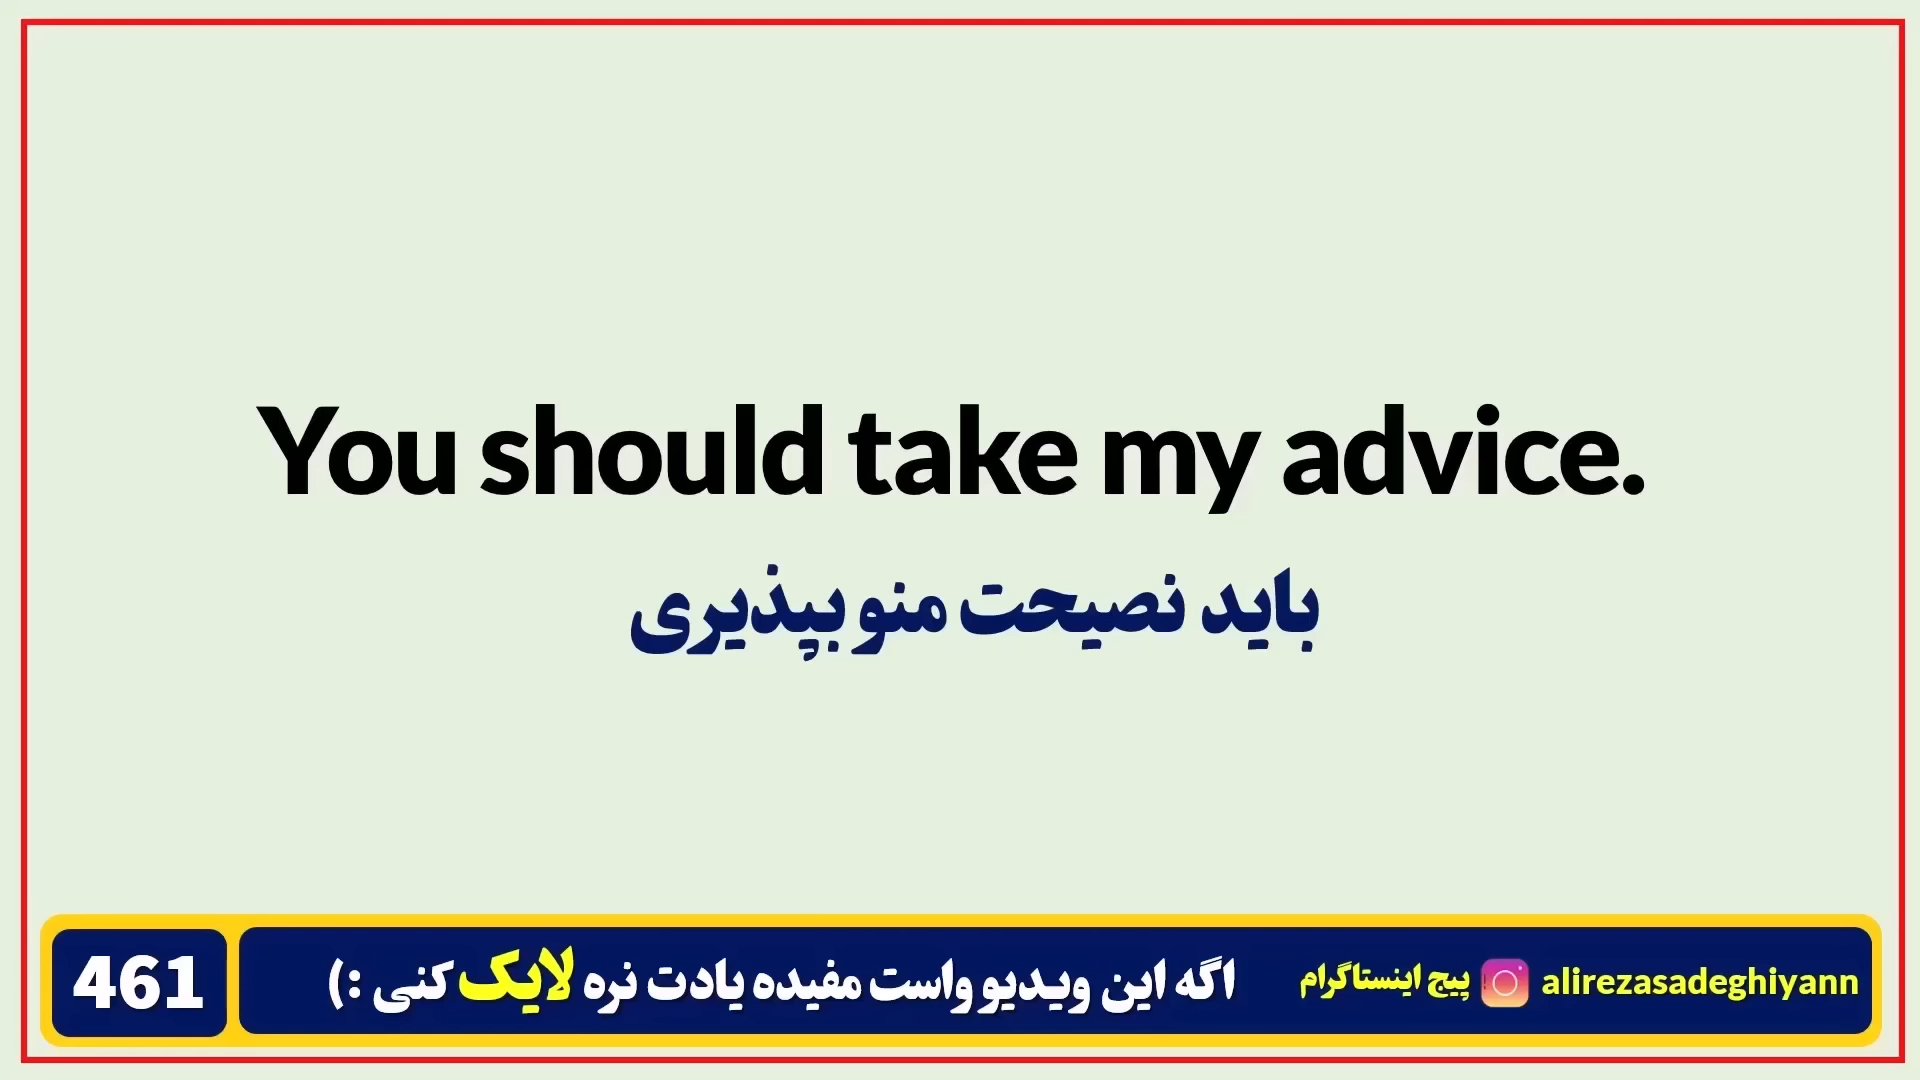 You should take my advice.
باید نصیحت منو بپذیری
461
اگه این ویدیو واست مفیده یادت نره لایک کنی :)
پیج اینستاگرام
alirezasadeghiyann